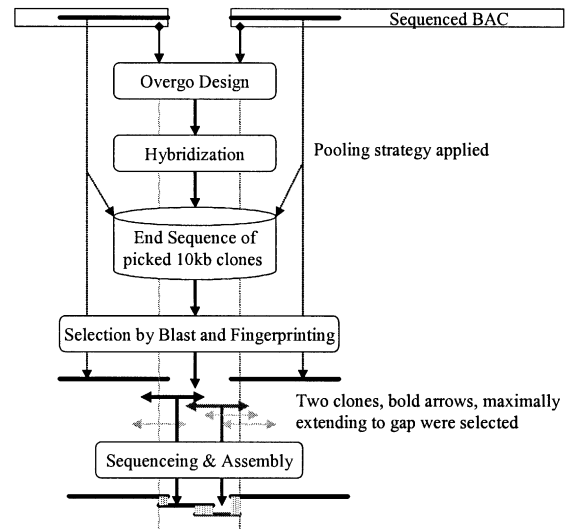 Sequenced BAC
Overgo Design
Hybridization
Pooling strategy applied
End Sequence of
picked 10kb clones
Selection by Blast and Fingerprinting
Two clones, bold arrows, maximally
extending to gap were selected
Sequenceing & Assembly